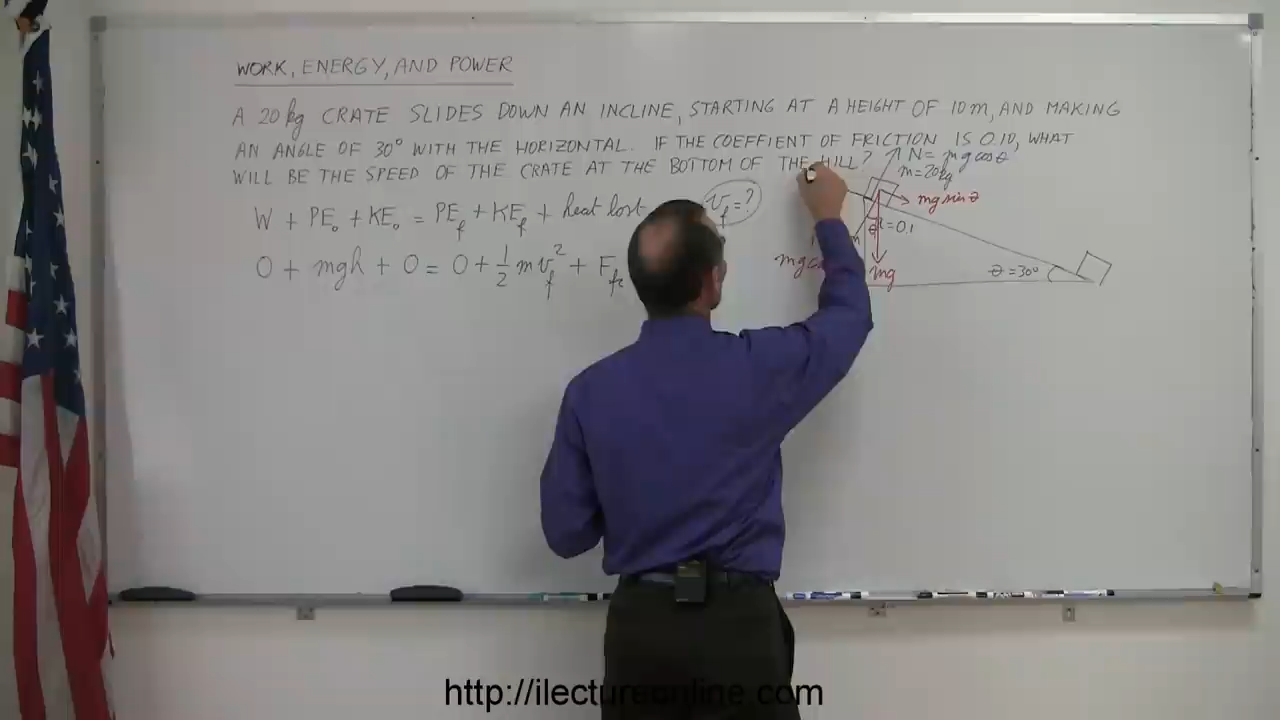 WORK, ENERGY, AND POWER
A 20 kg CRATE SLIDES DOWN AN INCLINE, STARTING AT A HEIGHT OF 10 m, AND MAKING
AN ANGLE OF 30° WITH THE HORIZONTAL. IF THE COEFFIENT OF FRICTION IS 0.10, WHAT
WILL BE THE SPEED OF THE CRATE AT THE BOTTOM OF THE HILL?
N = mg cosθ
m = 20 kg
mg sin θ
W + PE₀ + KE₀ = PE_f + KE_f + heat lost
v_f = ?
θ
= 0.1
mg
θ = 30°
0 + mgh + 0 = 0 + 1/2 m v_f² + F_fr
http://ilectureonline.com